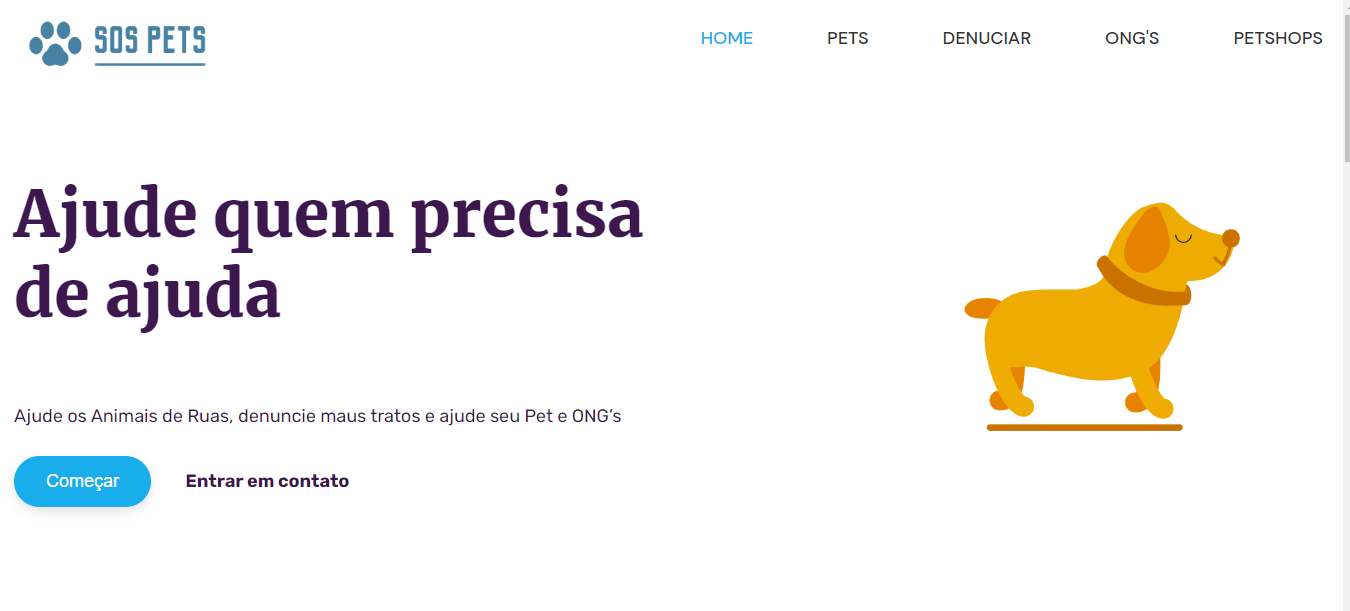 SOS PETS
HOME PETS DENUCIAR ONG'S PETSHOPS
Ajude quem precisa
de ajuda
Ajude os Animais de Ruas, denuncie maus tratos e ajude seu Pet e ONG’s
Começar Entrar em contato